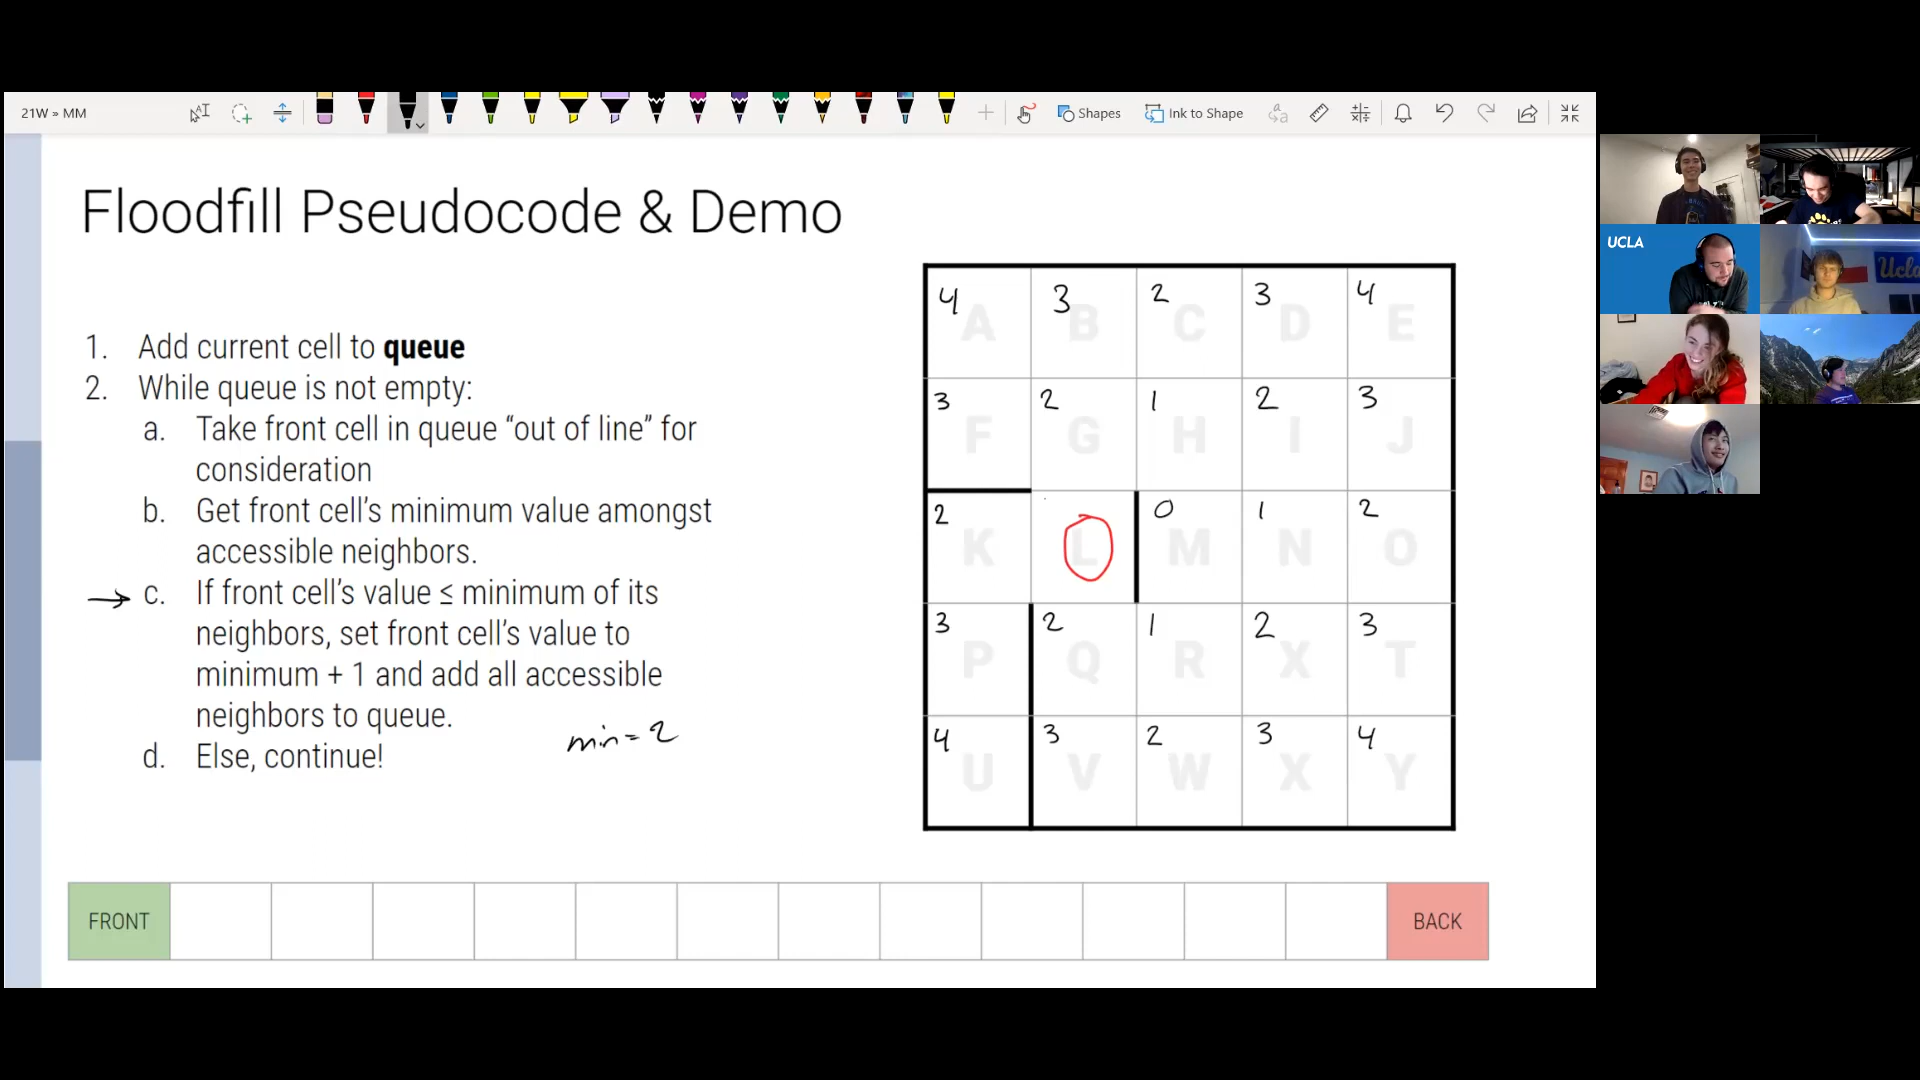 21W » MM
Shapes
Ink to Shape
Floodfill Pseudocode & Demo
1. Add current cell to queue
2. While queue is not empty:
a. Take front cell in queue “out of line” for
consideration
b. Get front cell’s minimum value amongst
accessible neighbors.
→ c. If front cell’s value ≤ minimum of its
neighbors, set front cell’s value to
minimum + 1 and add all accessible
neighbors to queue.
min = 2
d. Else, continue!
4 A 3 B 2 C 3 D 4 E
3 F 2 G 1 H 2 I 3 J
2 K L 0 M 1 N 2 O
3 P 2 Q 1 R 2 X 3 T
4 U 3 V 2 W 3 X 4 Y
FRONT BACK
UCLA
Ucla